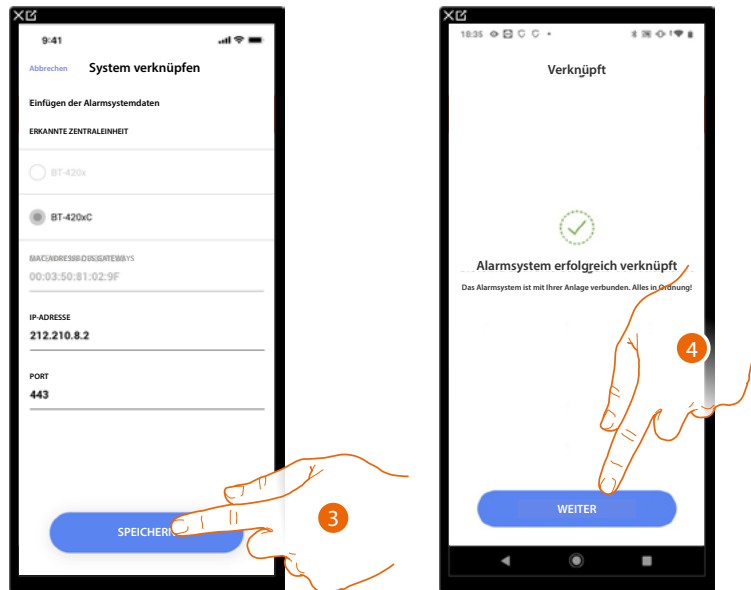 9:41
Abbrechen System verknüpfen
Einfügen der Alarmsystemdaten
ERKANNTE ZENTRALEINHEIT
BT-420x
BT-420xC
00:03:50:81:02:9F
IP-ADRESSE
212.210.8.2
PORT
443
3
18:35
Verknüpft
Alarmsystem erfolgreich verknüpft
Das Alarmsystem ist mit Ihrer Anlage verbunden. Alles in Ordnung!
4
WEITER